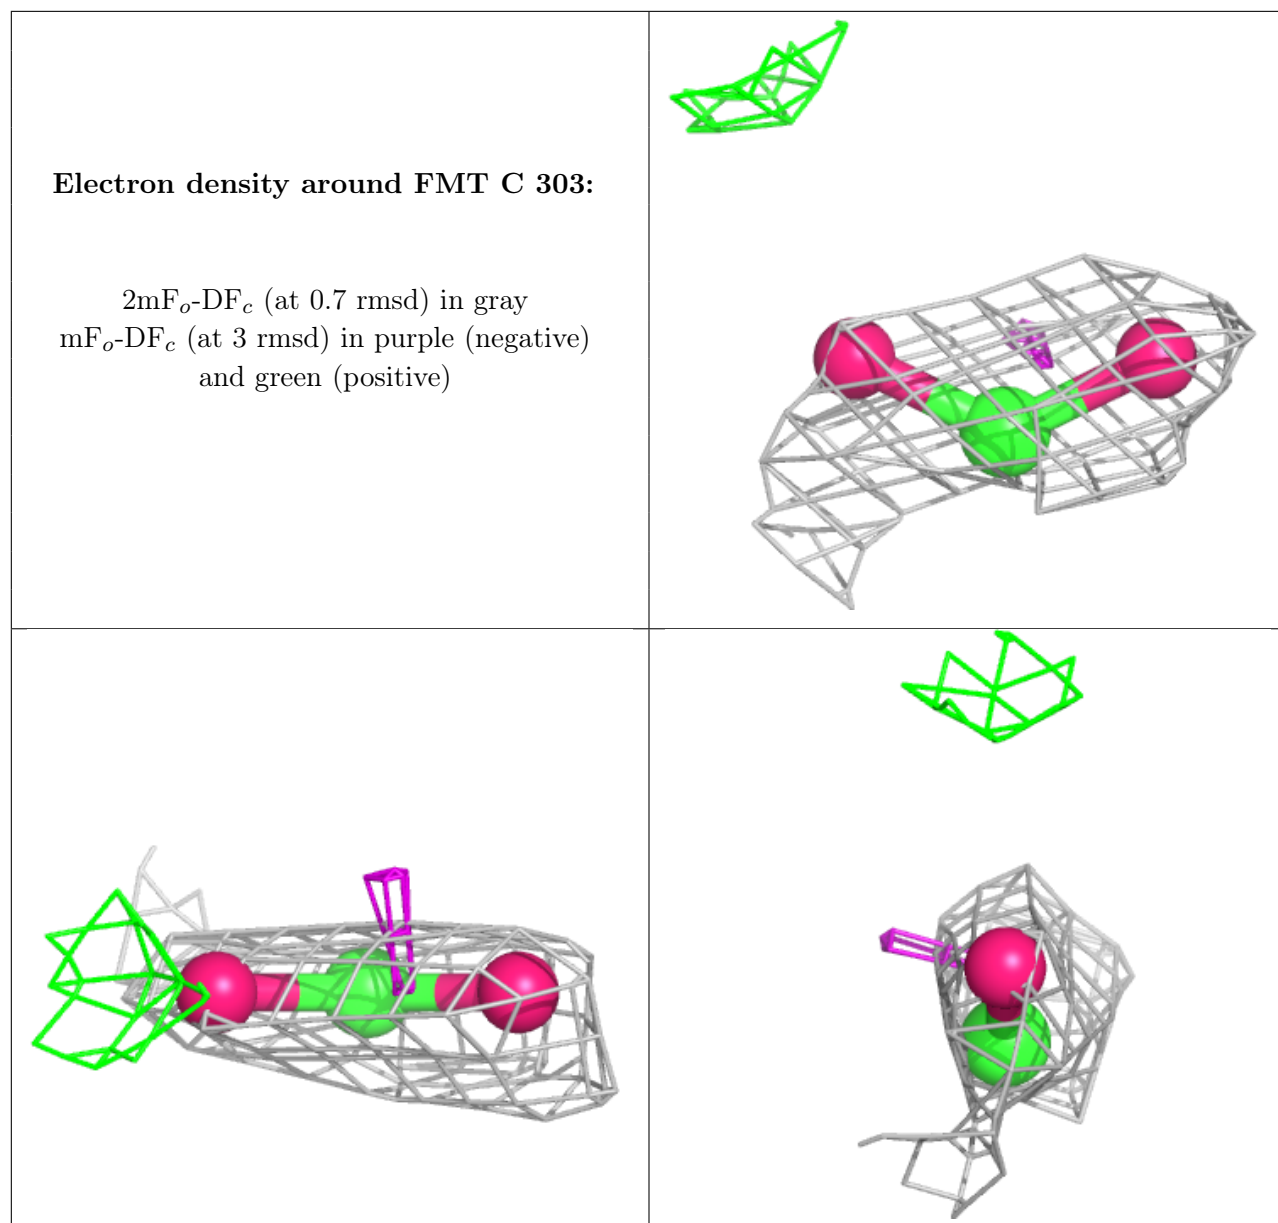 Electron density around FMT C 303:
2mFo-DFc (at 0.7 rmsd) in gray
mFo-DFc (at 3 rmsd) in purple (negative)
and green (positive)